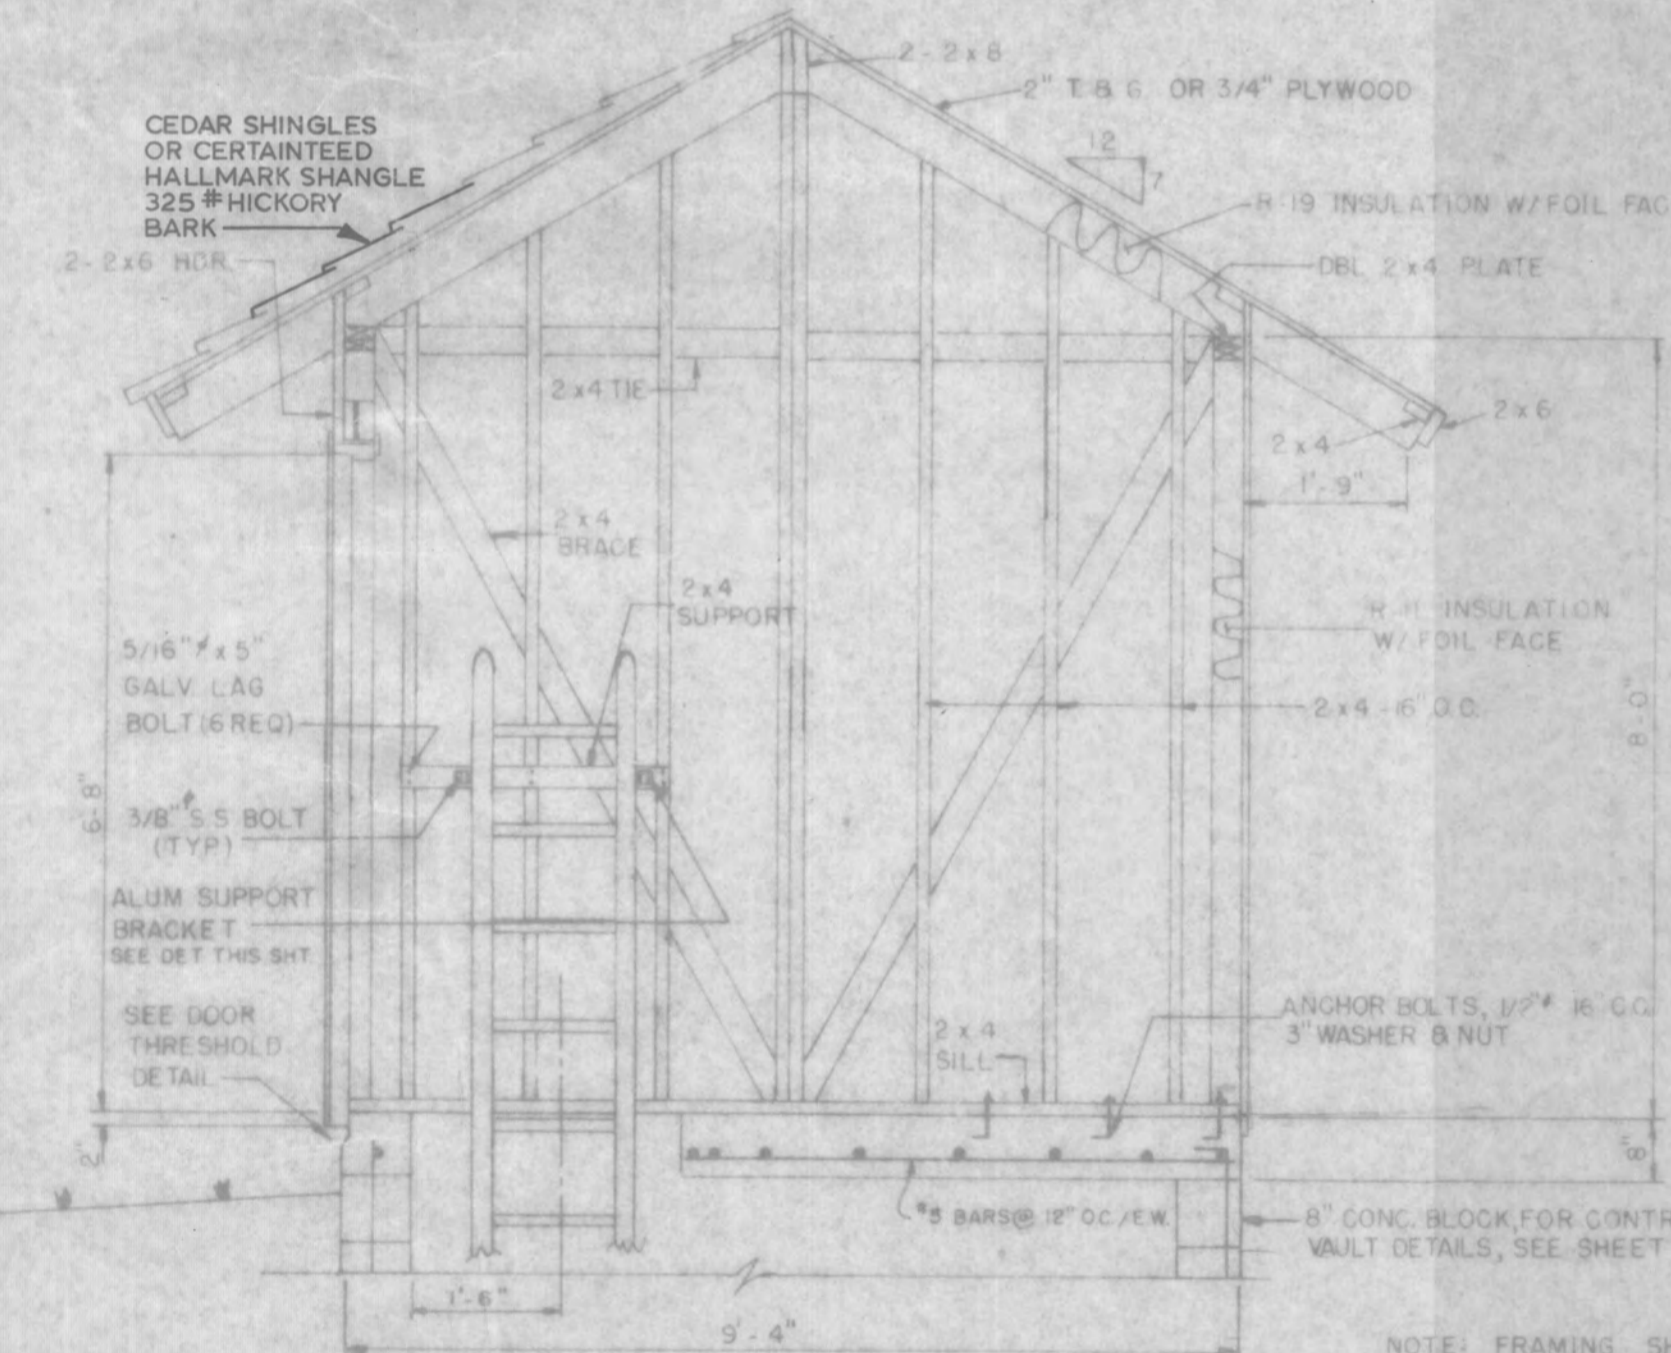 2-2x8
2" T & G OR 3/4" PLYWOOD
CEDAR SHINGLES
OR CERTAINTEED
HALLMARK SHANGLE
325 # HICKORY
BARK
12
7
R-19 INSULATION W/ FOIL FAC
2-2x6 HDR
DBL 2x4 PLATE
2x4 TIE
2x6
2x4
1'-9"
2x4
BRACE
2x4
SUPPORT
R-11 INSULATION
W/ FOIL FACE
5/16" ø x 5"
GALV LAG
BOLT (6 REQ)
2x4-16" O.C.
8'-0"
6'-8"
3/8" ø S S BOLT
(TYP)
ALUM SUPPORT
BRACKET
SEE DET THIS SHT
SEE DOOR
THRESHOLD
DETAIL
2x4
SILL
ANCHOR BOLTS, 1/2" ø 16" O.C.
3" WASHER & NUT
2"
8"
#5 BARS @ 12" OC/E.W.
8" CONC. BLOCK, FOR CONTR
VAULT DETAILS, SEE SHEET
1'-6"
9'-4"
NOTE: FRAMING